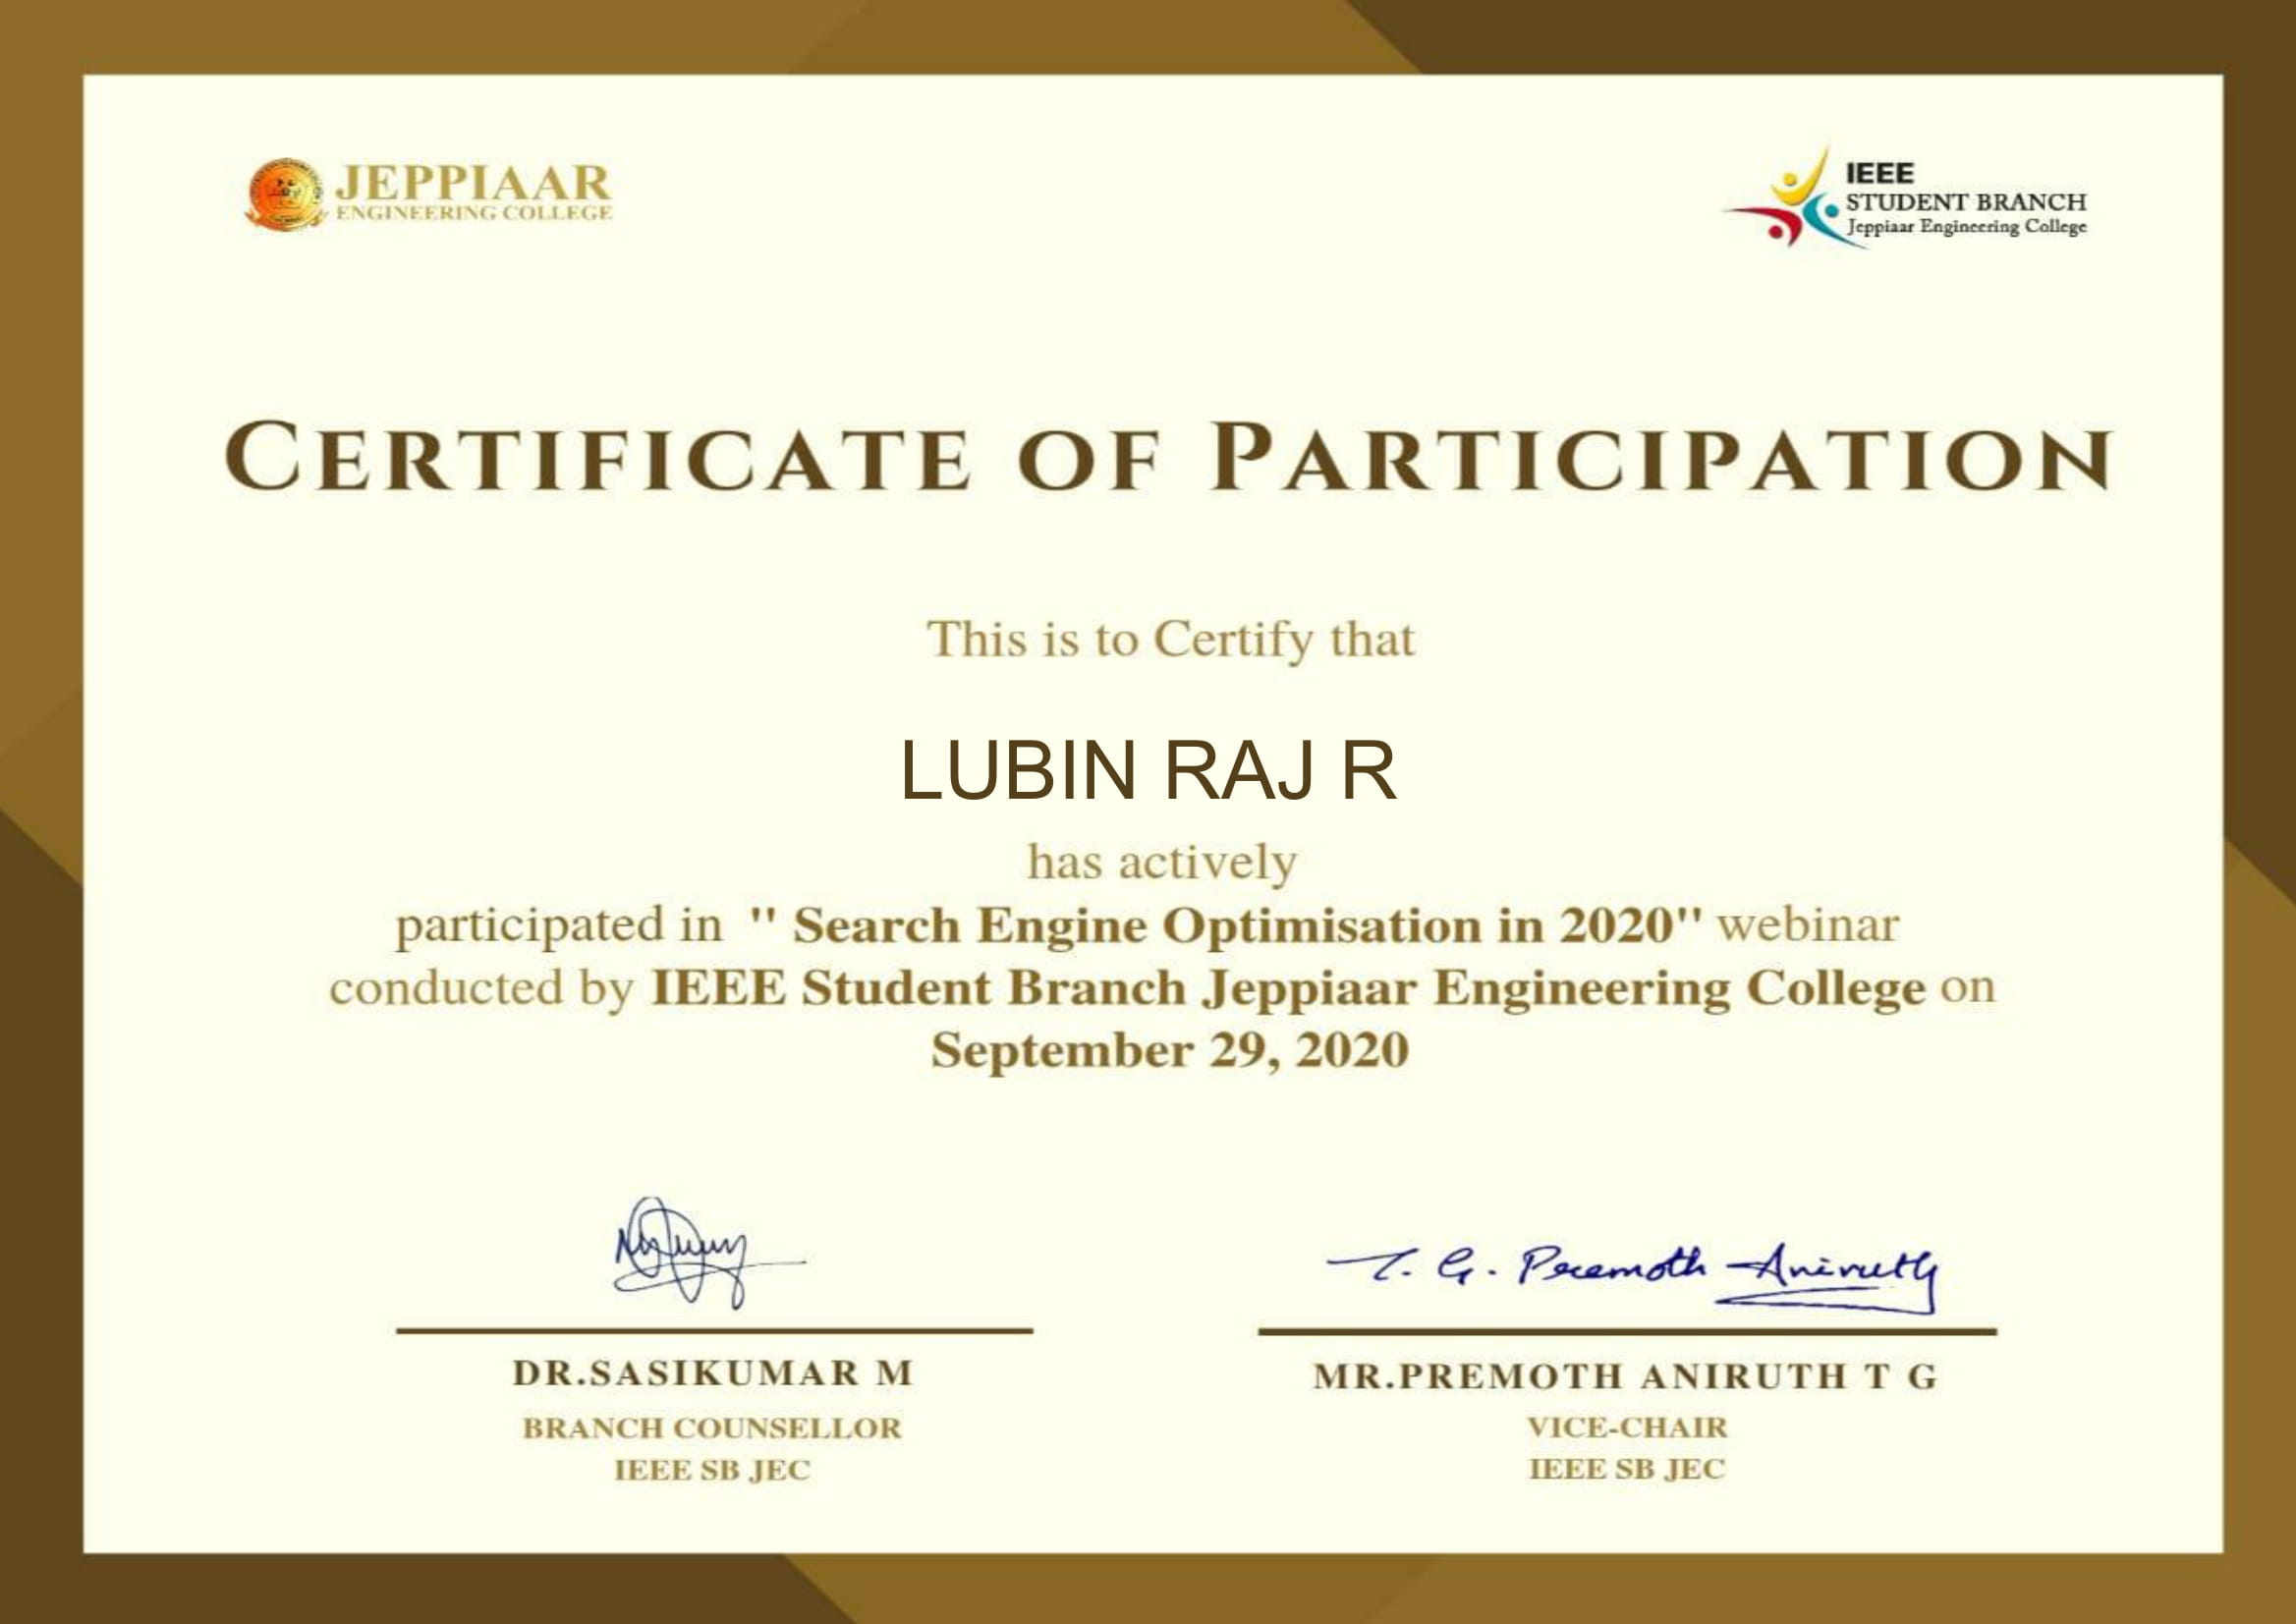 JEPPIAAR
ENGINEERING COLLEGE
IEEE
STUDENT BRANCH
Jeppiaar Engineering College
CERTIFICATE OF PARTICIPATION
This is to Certify that
LUBIN RAJ R
has actively
participated in " Search Engine Optimisation in 2020" webinar
conducted by IEEE Student Branch Jeppiaar Engineering College on
September 29, 2020
T. G. Premoth Aniruth
DR.SASIKUMAR M
MR.PREMOTH ANIRUTH T G
BRANCH COUNSELLOR
VICE-CHAIR
IEEE SB JEC
IEEE SB JEC